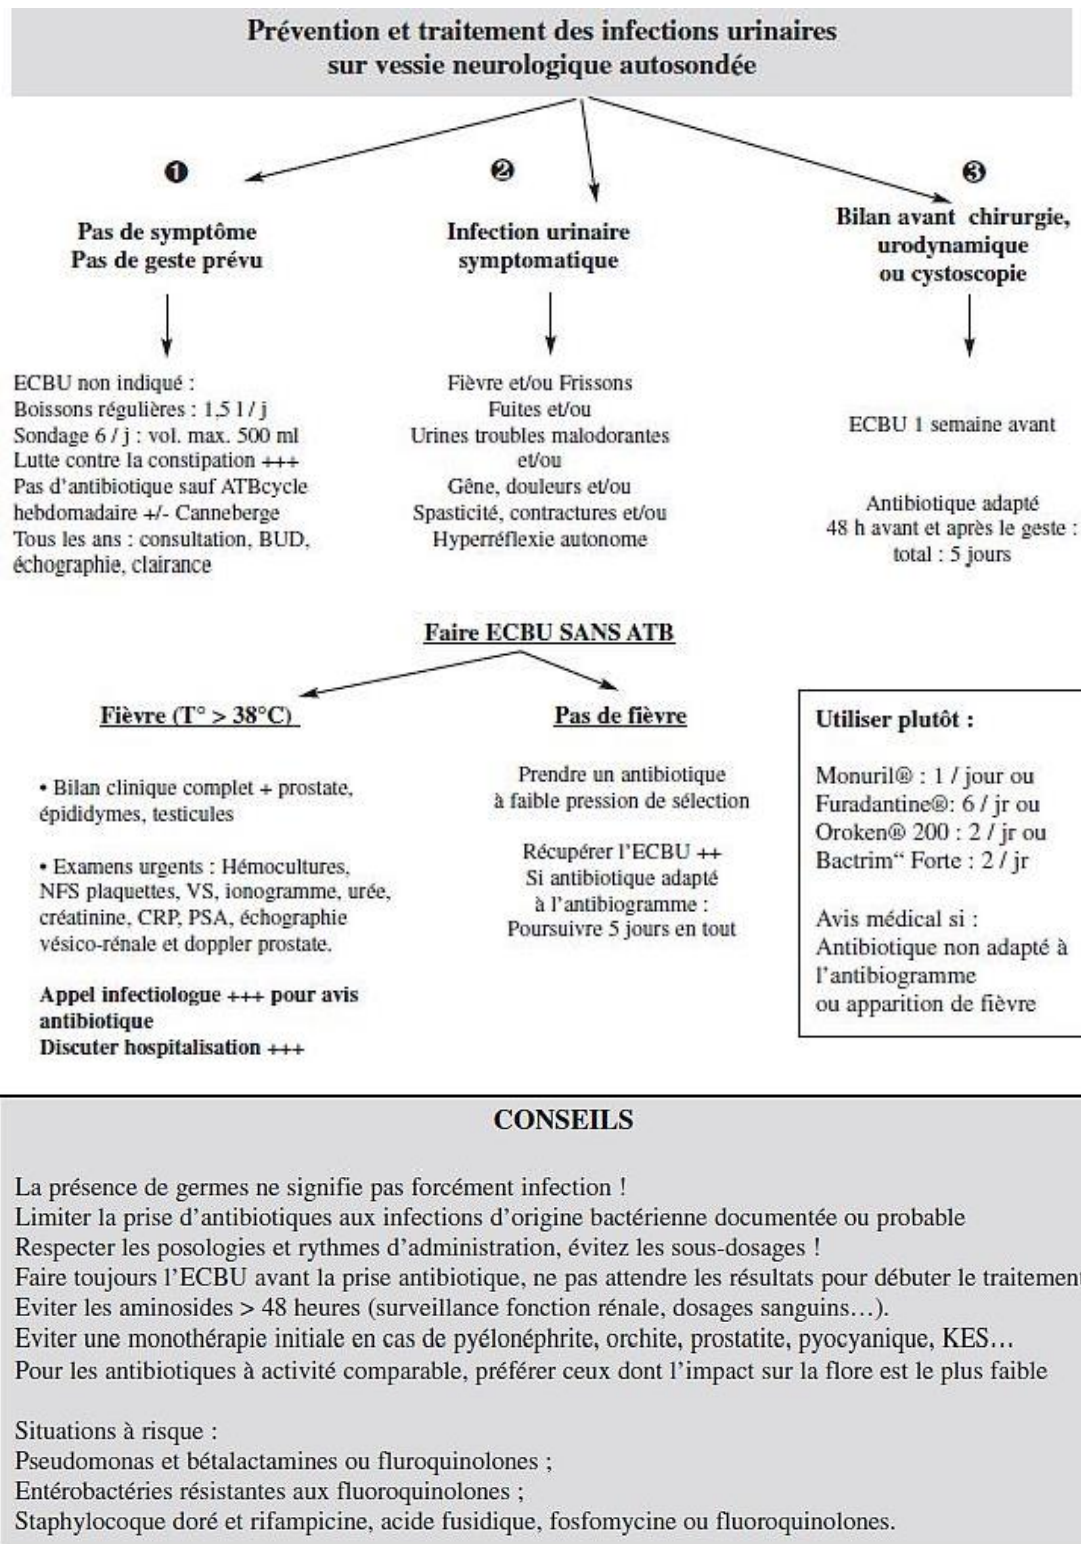 Prévention et traitement des infections urinaires
sur vessie neurologique autosondée
❶
Pas de symptôme
Pas de geste prévu
ECBU non indiqué :
Boissons régulières : 1,5 l / j
Sondage 6 / j : vol. max. 500 ml
Lutte contre la constipation +++
Pas d'antibiotique sauf ATBcycle
hebdomadaire +/- Canneberge
Tous les ans : consultation, BUD,
échographie, clairance
❷
Infection urinaire
symptomatique
Fièvre et/ou Frissons
Fuites et/ou
Urines troubles malodorantes
et/ou
Gêne, douleurs et/ou
Spasticité, contractures et/ou
Hyperréflexie autonome
❸
Bilan avant chirurgie,
urodynamique
ou cystoscopie
ECBU 1 semaine avant
Antibiotique adapté
48 h avant et après le geste :
total : 5 jours
Faire ECBU SANS ATB
Fièvre (T° > 38°C)
• Bilan clinique complet + prostate,
épididymes, testicules
• Examens urgents : Hémocultures,
NFS plaquettes, VS, ionogramme, urée,
créatinine, CRP, PSA, échographie
vésico-rénale et doppler prostate.
Appel infectiologue +++ pour avis
antibiotique
Discuter hospitalisation +++
Pas de fièvre
Prendre un antibiotique
à faible pression de sélection
Récupérer l'ECBU ++
Si antibiotique adapté
à l'antibiogramme :
Poursuivre 5 jours en tout
Utiliser plutôt :
Monuril® : 1 / jour ou
Furadantine®: 6 / jr ou
Oroken® 200 : 2 / jr ou
Bactrim“ Forte : 2 / jr
Avis médical si :
Antibiotique non adapté à
l'antibiogramme
ou apparition de fièvre
CONSEILS
La présence de germes ne signifie pas forcément infection !
Limiter la prise d'antibiotiques aux infections d'origine bactérienne documentée ou probable
Respecter les posologies et rythmes d'administration, évitez les sous-dosages !
Faire toujours l'ECBU avant la prise antibiotique, ne pas attendre les résultats pour débuter le traitement
Eviter les aminosides > 48 heures (surveillance fonction rénale, dosages sanguins…).
Eviter une monothérapie initiale en cas de pyélonéphrite, orchite, prostatite, pyocyanique, KES…
Pour les antibiotiques à activité comparable, préférer ceux dont l'impact sur la flore est le plus faible
Situations à risque :
Pseudomonas et bétalactamines ou fluroquinolones ;
Entérobactéries résistantes aux fluoroquinolones ;
Staphylocoque doré et rifampicine, acide fusidique, fosfomycine ou fluoroquinolones.